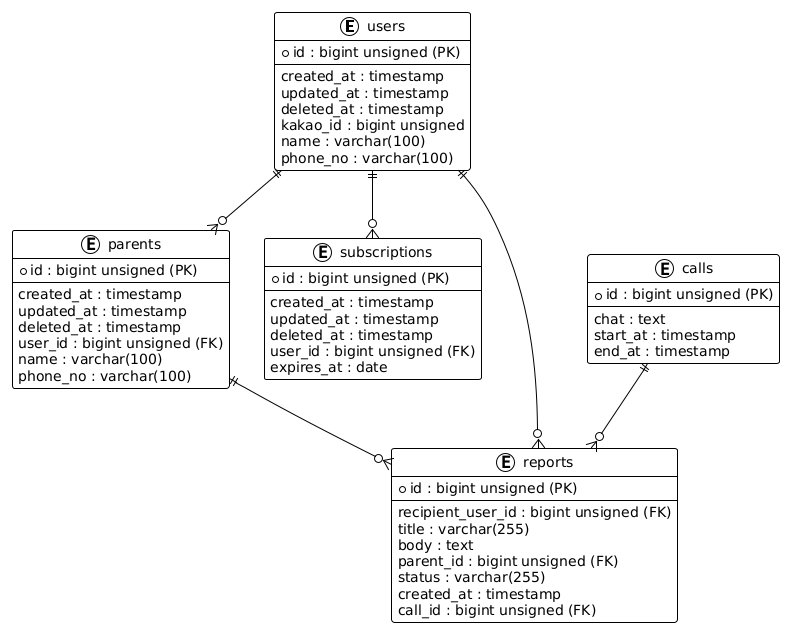 E users
id : bigint unsigned (PK)
created_at : timestamp
updated_at : timestamp
deleted_at : timestamp
kakao_id : bigint unsigned
name : varchar(100)
phone_no : varchar(100)
E parents
id : bigint unsigned (PK)
created_at : timestamp
updated_at : timestamp
deleted_at : timestamp
user_id : bigint unsigned (FK)
name : varchar(100)
phone_no : varchar(100)
E subscriptions
id : bigint unsigned (PK)
created_at : timestamp
updated_at : timestamp
deleted_at : timestamp
user_id : bigint unsigned (FK)
expires_at : date
E calls
id : bigint unsigned (PK)
chat : text
start_at : timestamp
end_at : timestamp
E reports
id : bigint unsigned (PK)
recipient_user_id : bigint unsigned (FK)
title : varchar(255)
body : text
parent_id : bigint unsigned (FK)
status : varchar(255)
created_at : timestamp
call_id : bigint unsigned (FK)